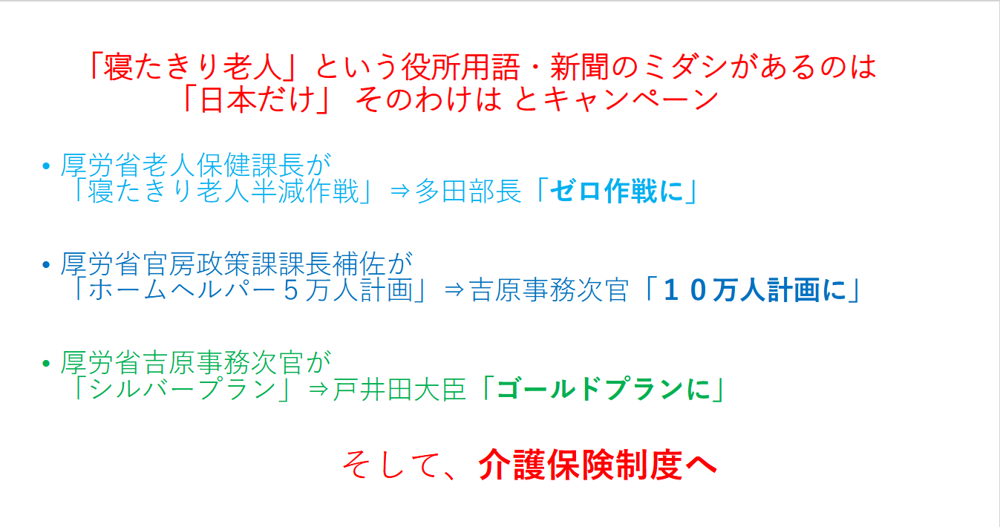 「寝たきり老人」という役所用語・新聞のミダシがあるのは
「日本だけ」 そのわけは とキャンペーン
• 厚労省老人保健課長が
「寝たきり老人半減作戦」⇒多田部長「ゼロ作戦に」
• 厚労省官房政策課課長補佐が
「ホームヘルパー５万人計画」⇒吉原事務次官「１０万人計画に」
• 厚労省吉原事務次官が
「シルバープラン」⇒戸井田大臣「ゴールドプランに」
そして、介護保険制度へ